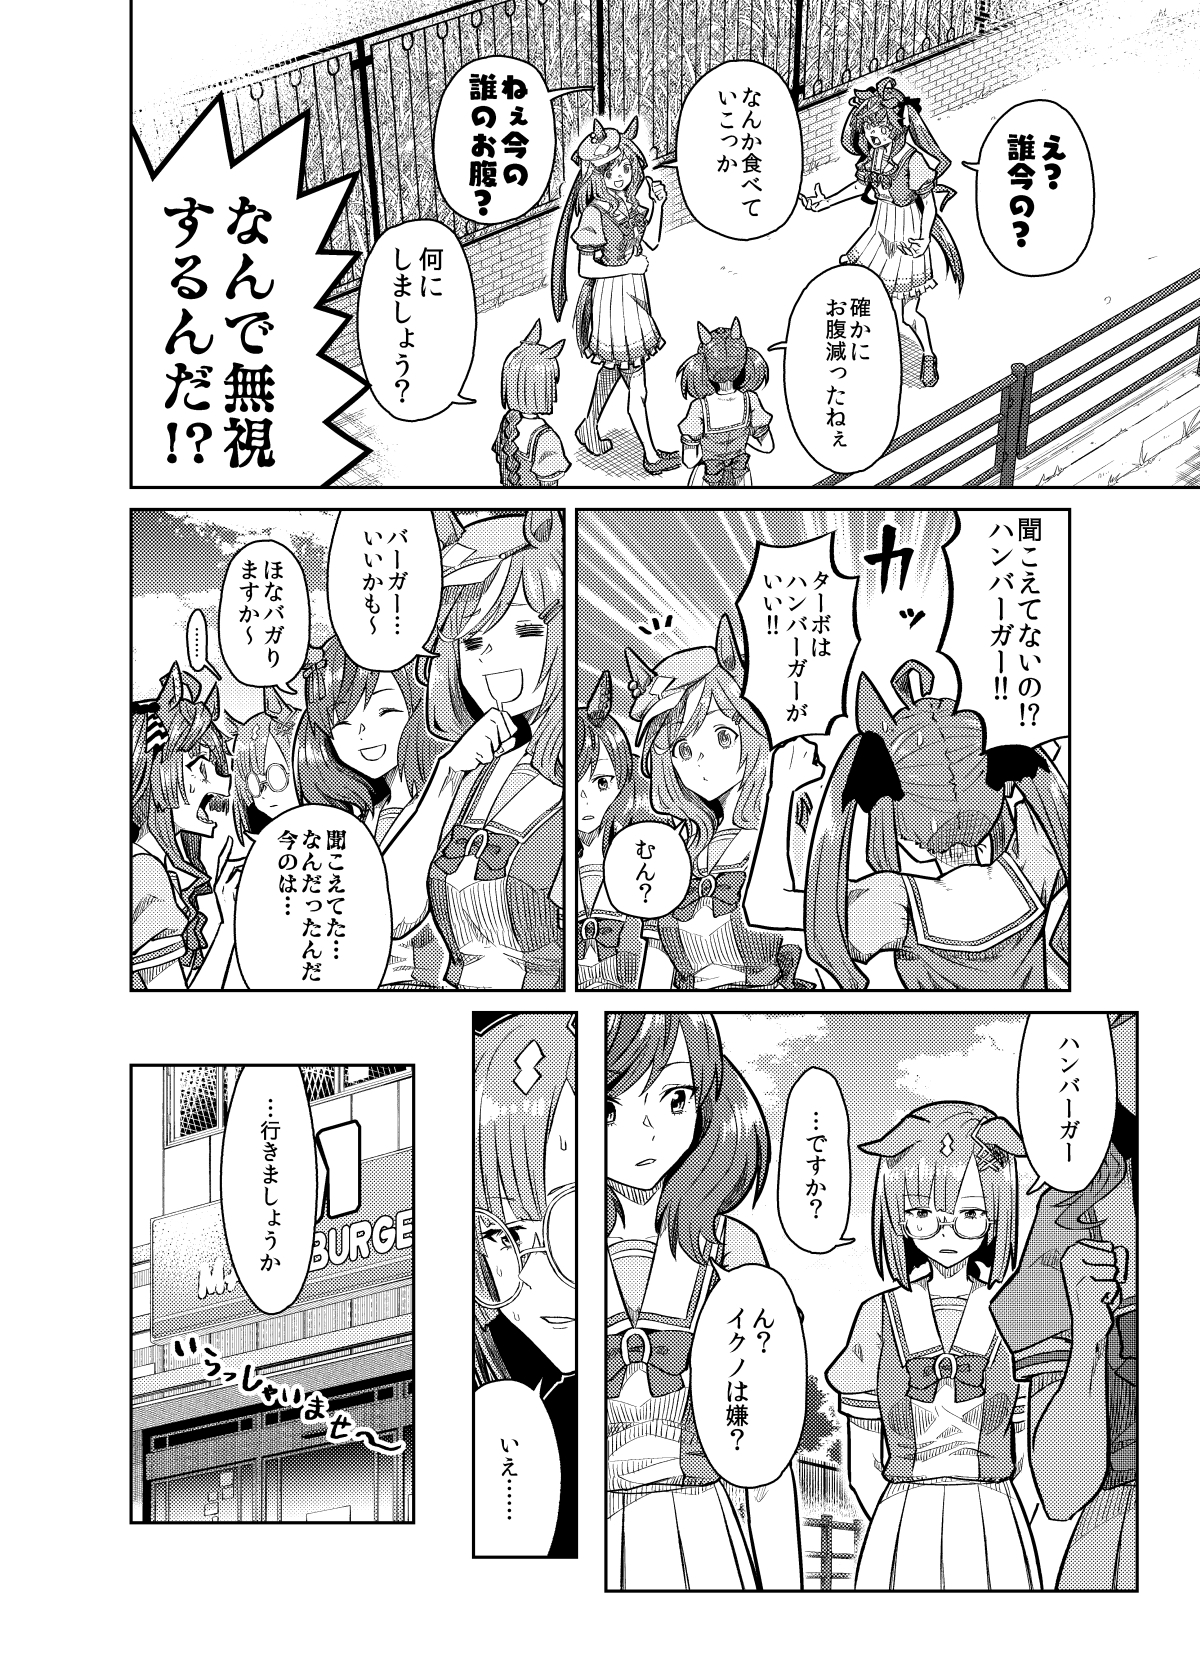 え？
誰今の？
なんか食べて
いこっか
確かに
お腹減ったねぇ
ねぇ今の
誰のお腹？
何に
しましょう？
なんで無視
するんだ!?
聞こえてないの!?
ハンバーガー!!
カッ
ターボは
ハンバーガーが
いい!!
むん？
バーガー…
いいかも～
ほなバガり
ますか～
……
聞こえてた…
なんだったんだ
今のは…
ハンバーガー
…ですか？
ん？
イクノは嫌？
いえ……
…行きましょうか
BURGE
いらっしゃいませ～